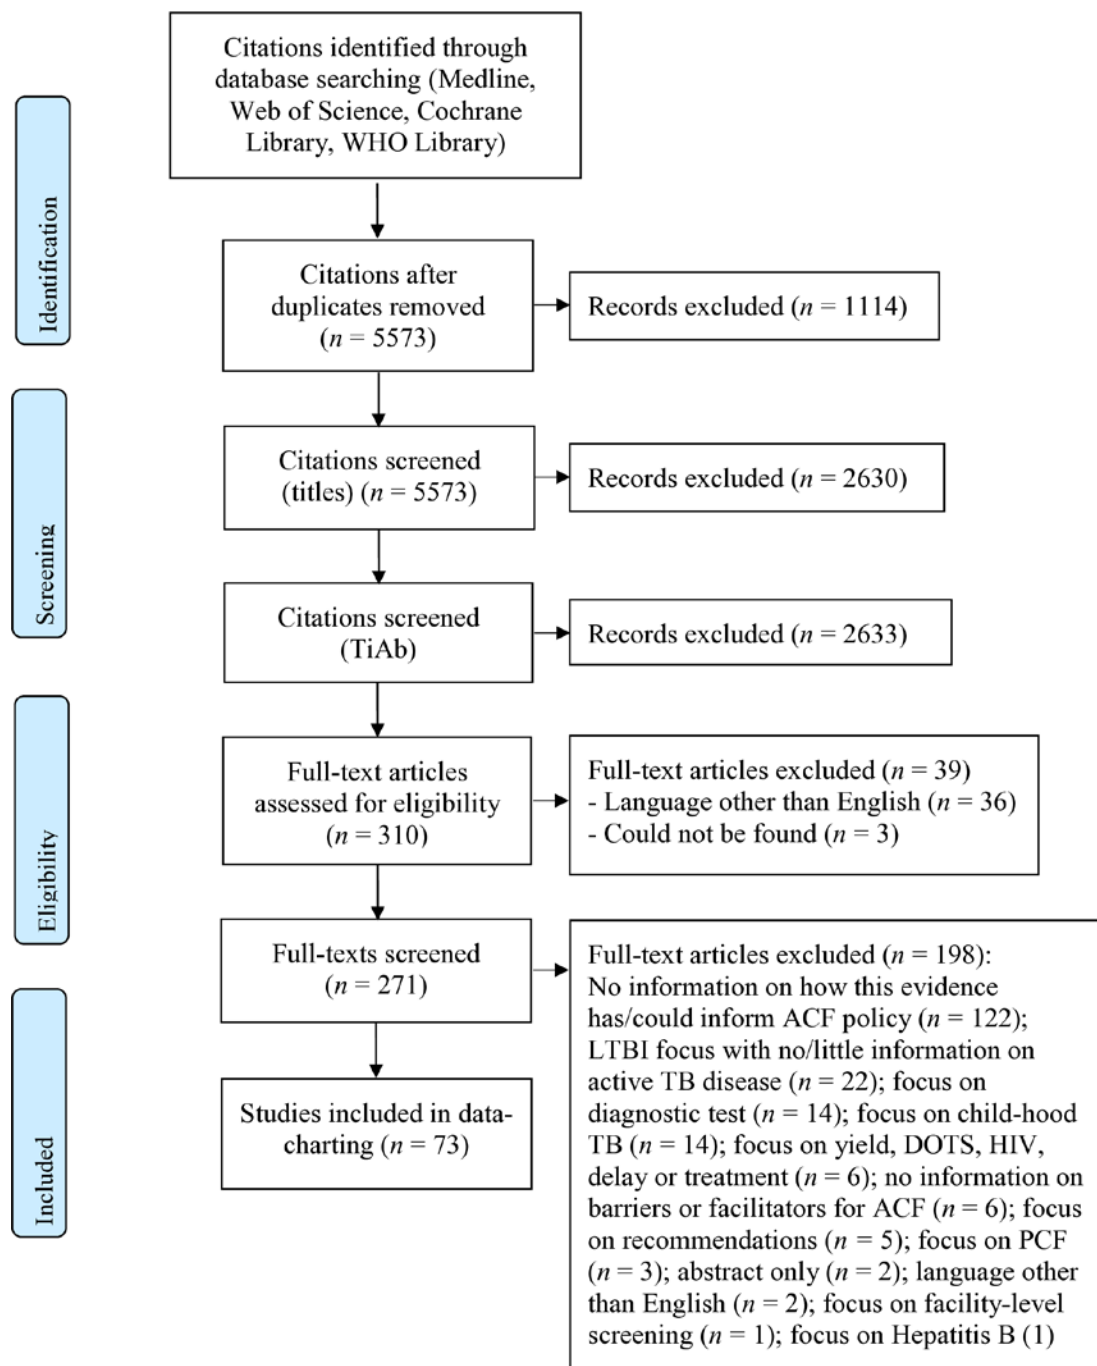 Citations identified through
database searching (Medline,
Web of Science, Cochrane
Library, WHO Library)
Identification
Citations after
duplicates removed
(n = 5573)
Records excluded (n = 1114)
Screening
Citations screened
(titles) (n = 5573)
Records excluded (n = 2630)
Citations screened
(TiAb)
Records excluded (n = 2633)
Eligibility
Full-text articles
assessed for eligibility
(n = 310)
Full-text articles excluded (n = 39)
- Language other than English (n = 36)
- Could not be found (n = 3)
Full-texts screened
(n = 271)
Full-text articles excluded (n = 198):
No information on how this evidence
has/could inform ACF policy (n = 122);
LTBI focus with no/little information on
active TB disease (n = 22); focus on
diagnostic test (n = 14); focus on child-hood
TB (n = 14); focus on yield, DOTS, HIV,
delay or treatment (n = 6); no information on
barriers or facilitators for ACF (n = 6); focus
on recommendations (n = 5); focus on PCF
(n = 3); abstract only (n = 2); language other
than English (n = 2); focus on facility-level
screening (n = 1); focus on Hepatitis B (1)
Included
Studies included in data-
charting (n = 73)